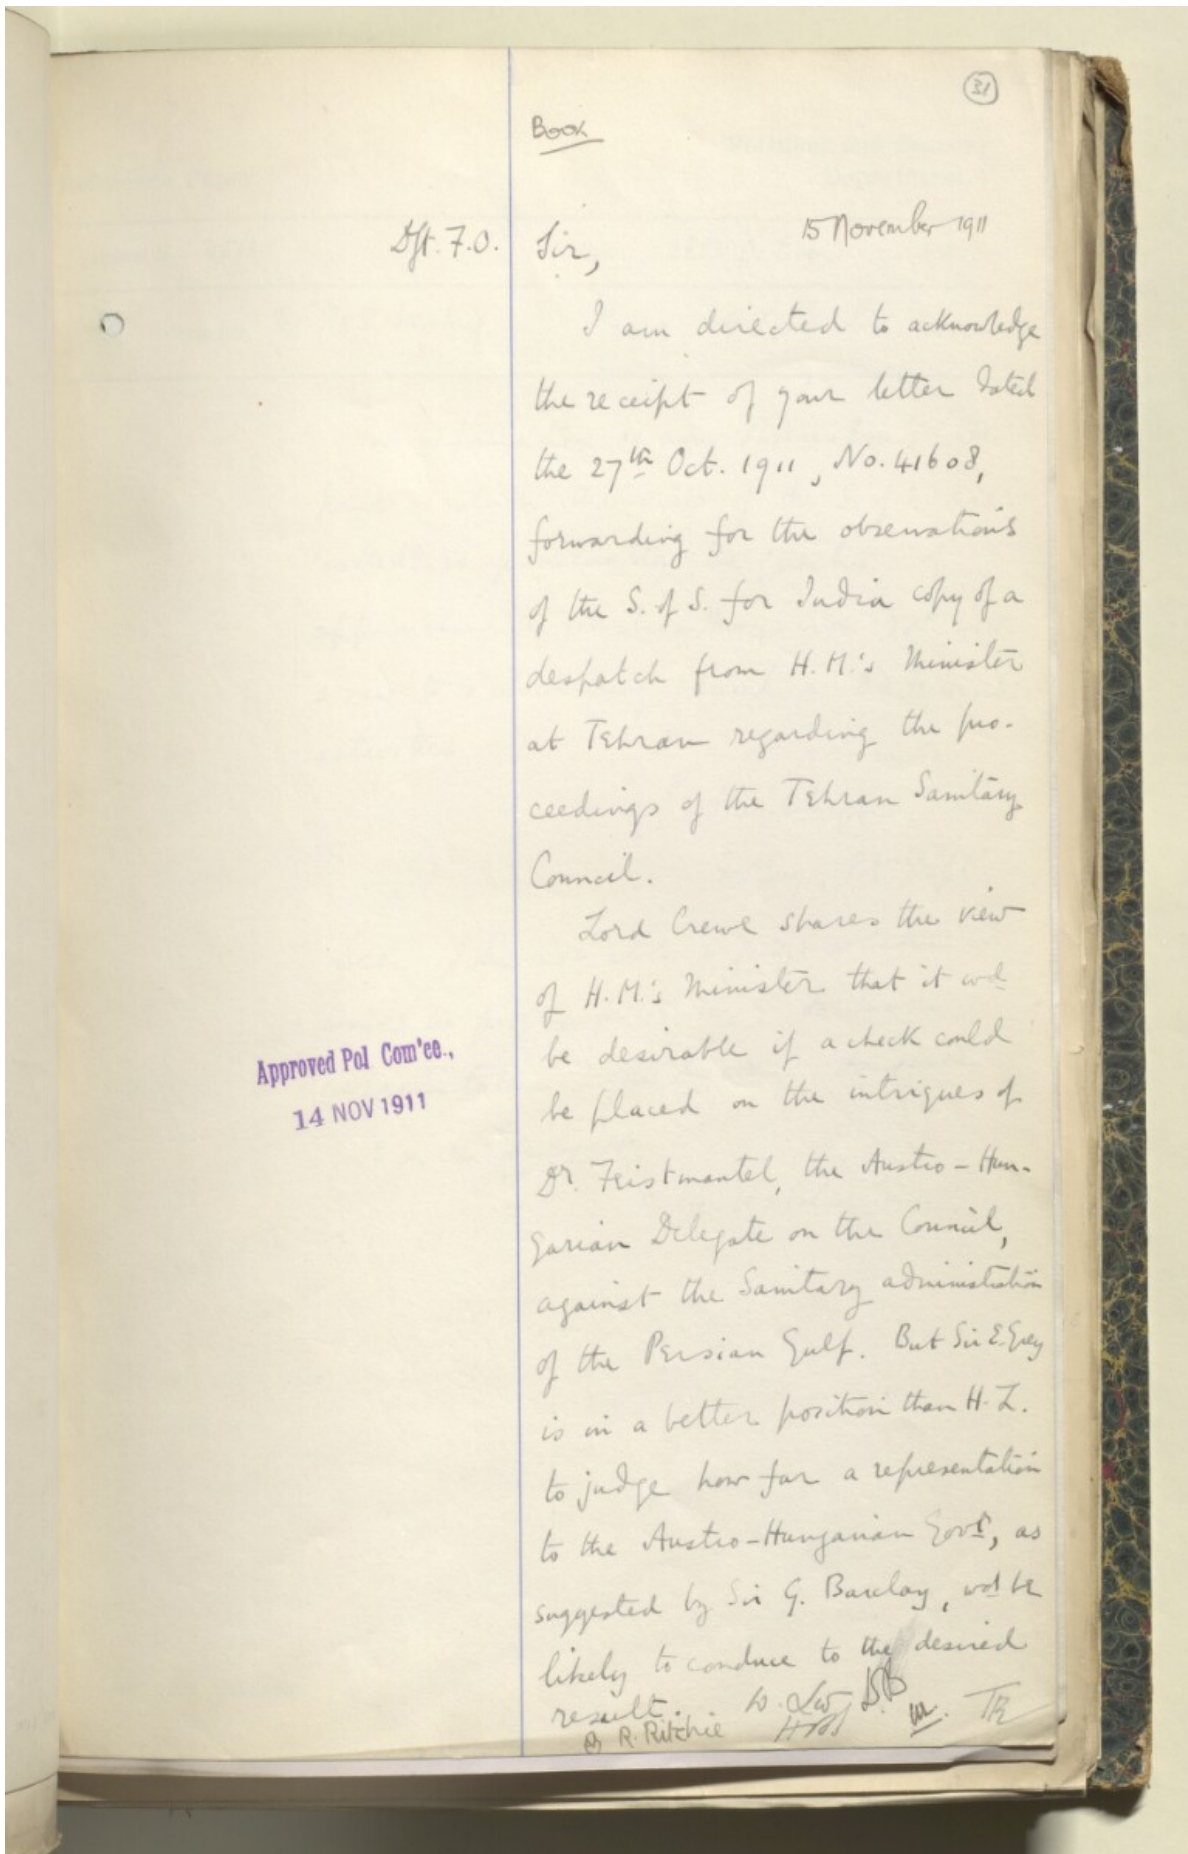 31
Book
15 November 1911
Dft. F.O.
Sir,
I am directed to acknowledge
the receipt of your letter dated
the 27th Oct. 1911, No. 41608,
forwarding for the observations
of the S. of S. for India copy of a
despatch from H.M.'s Minister
at Tehran regarding the pro-
ceedings of the Tehran Sanitary
Council.
Lord Crewe shares the view
of H.M.'s Minister that it wd
be desirable if a check could
be placed on the intrigues of
Dr. Feistmantel, the Austro-Hun-
garian Delegate on the Council,
against the Sanitary administration
of the Persian Gulf. But Sir E. Grey
is in a better position than H.L.
to judge how far a representation
to the Austro-Hungarian Govt, as
suggested by Sir G. Barclay, wd be
likely to conduce to the desired
result.
R. Ritchie
Approved Pol Com'ee.,
14 NOV 1911